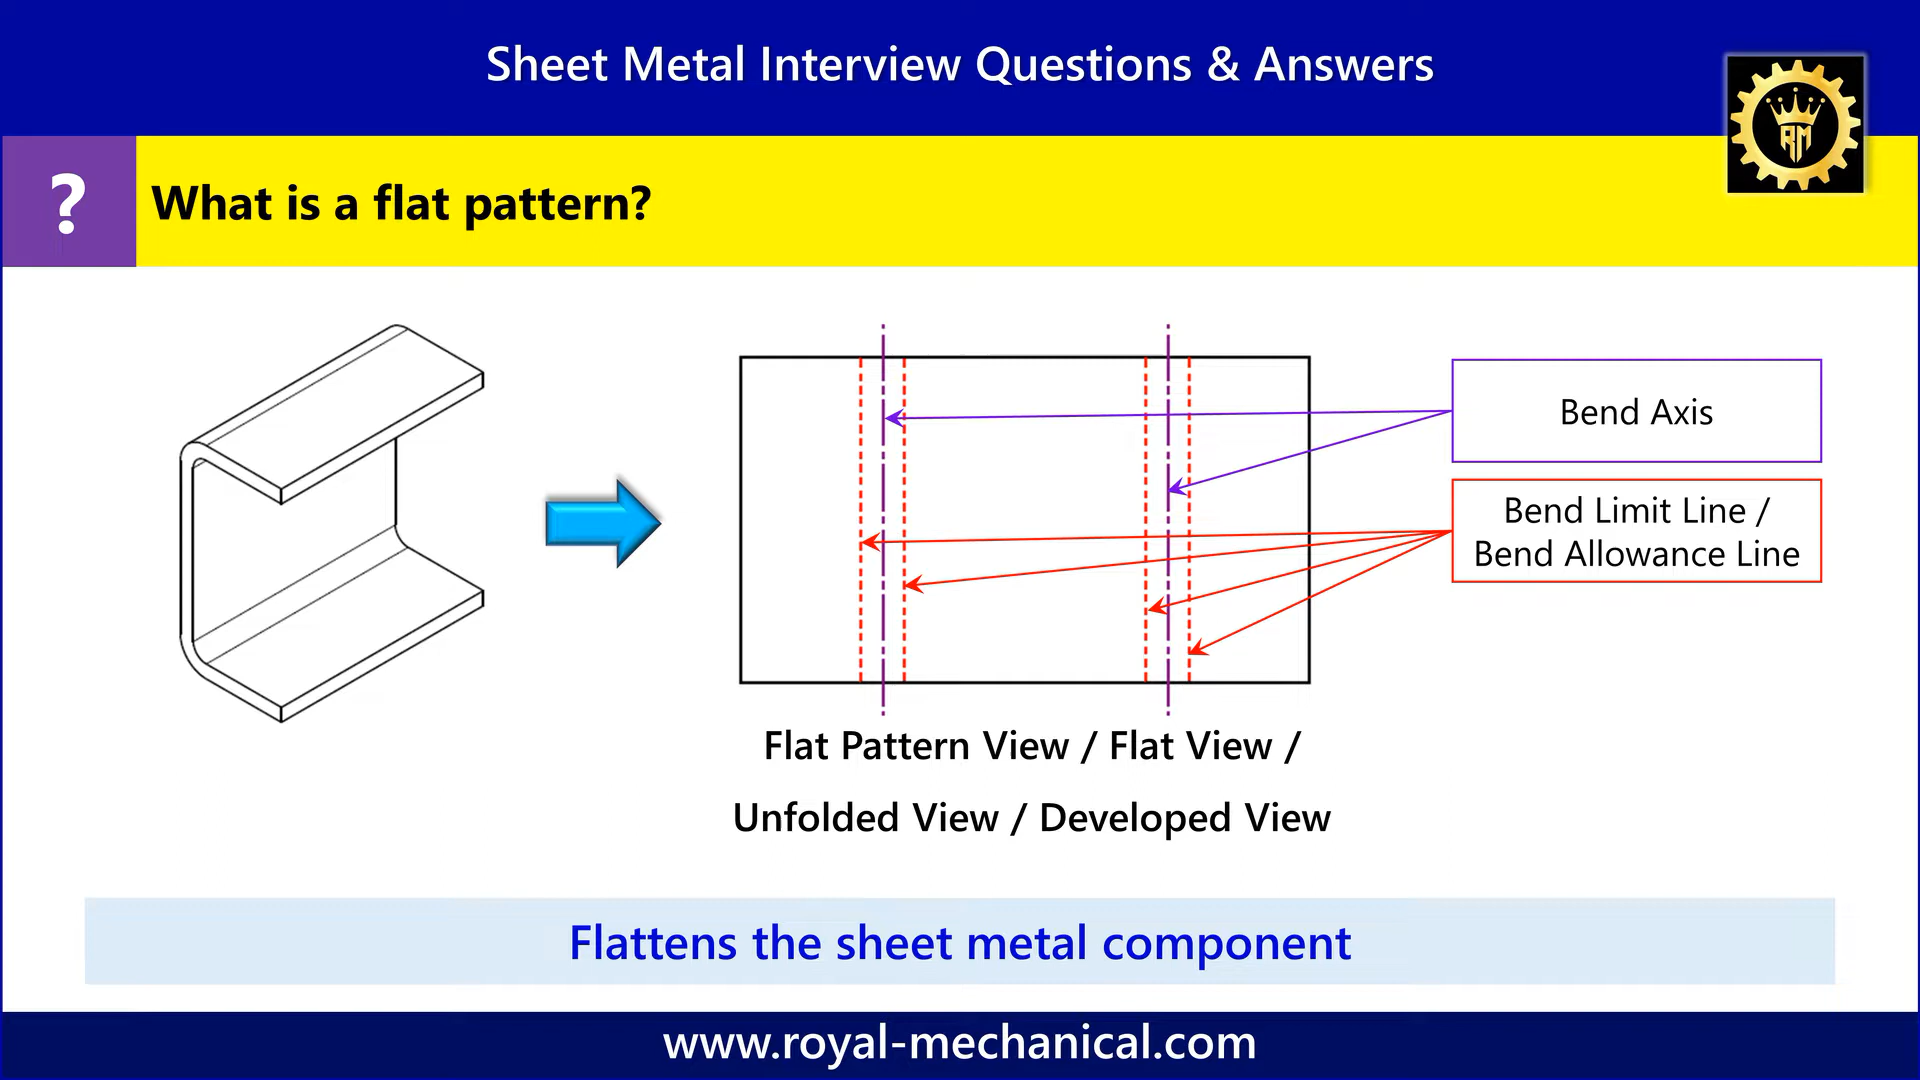 Sheet Metal Interview Questions & Answers
RM
?
What is a flat pattern?
Bend Axis
Bend Limit Line /
Bend Allowance Line
Flat Pattern View / Flat View /
Unfolded View / Developed View
Flattens the sheet metal component
www.royal-mechanical.com